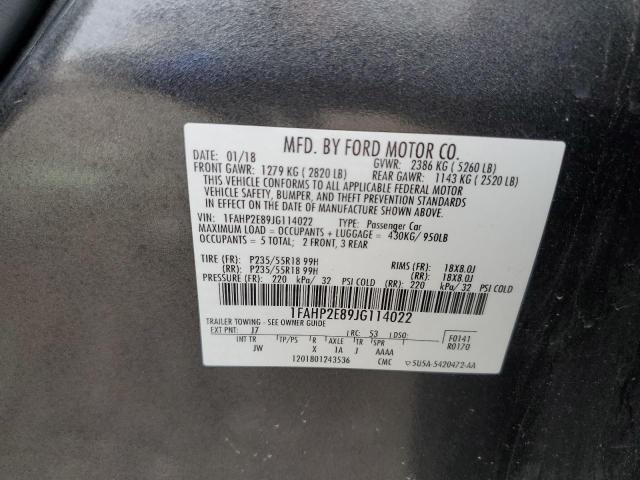 MFD. BY FORD MOTOR CO.
DATE: 01/18 GVWR: 2386 KG ( 5260 LB)
FRONT GAWR: 1279 KG ( 2820 LB) REAR GAWR: 1143 KG ( 2520 LB)
THIS VEHICLE CONFORMS TO ALL APPLICABLE FEDERAL MOTOR
VEHICLE SAFETY, BUMPER, AND THEFT PREVENTION STANDARDS
IN EFFECT ON THE DATE OF MANUFACTURE SHOWN ABOVE.
VIN: 1FAHP2E89JG114022 TYPE: Passenger Car
MAXIMUM LOAD = OCCUPANTS + LUGGAGE = 430KG/ 950LB
OCCUPANTS = 5 TOTAL: 2 FRONT, 3 REAR
TIRE (FR): P235/55R18 99H RIMS (FR): 18X8.0J
(RR): P235/55R18 99H (RR): 18X8.0J
PRESSURE (FR): 220 kPa/ 32 PSI COLD (RR): 220 kPa/ 32 PSI COLD
1FAHP2E89JG114022
TRAILER TOWING - SEE OWNER GUIDE
EXT PNT: J7 RC: 53 DSO: F0141
INT TR TP/PS R AXLE TR SPR R0170
JW X 1A J AAAA
1201801243536 CMC 5U5A-5420472-AA